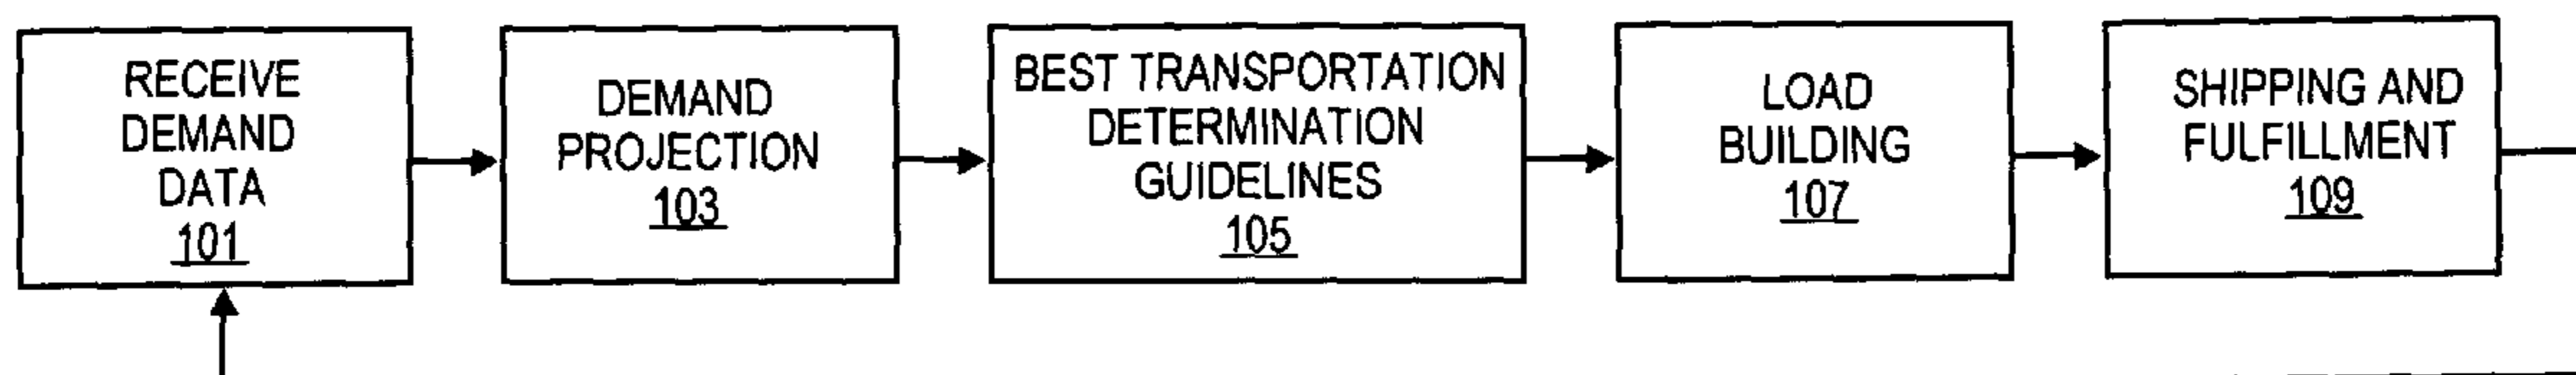 RECEIVE
DEMAND
DATA
101
DEMAND
PROJECTION
103
BEST TRANSPORTATION
DETERMINATION
GUIDELINES
105
LOAD
BUILDING
107
SHIPPING AND
FULFILLMENT
109